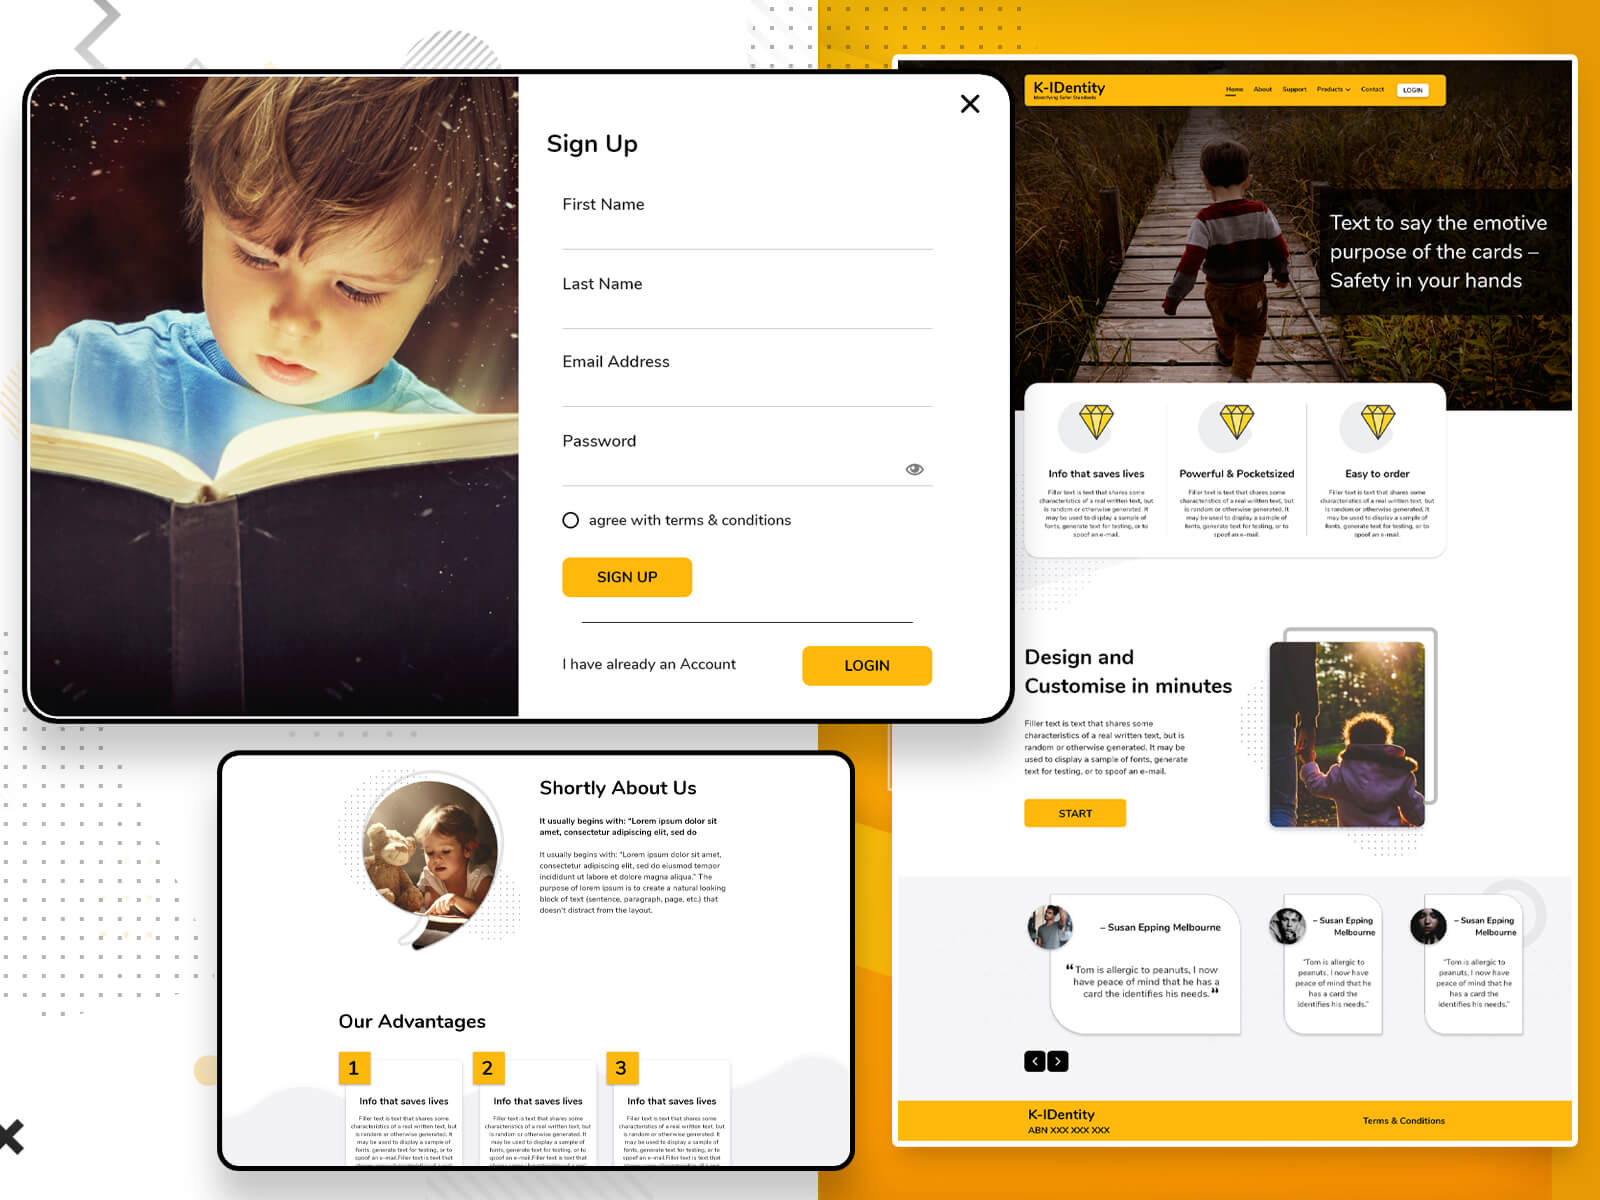 Sign Up
First Name
Last Name
Email Address
Password
agree with terms & conditions
SIGN UP
I have already an Account
LOGIN
K-IDentity
Identifying Safer Standards
Home
About
Support
Products
Contact
LOGIN
Text to say the emotive
purpose of the cards –
Safety in your hands
Info that saves lives
Filler text is text that shares some
characteristics of a real written text, but
is random or otherwise generated. It
may be used to display a sample of
fonts, generate text for testing, or to
spoof an e-mail.
Powerful & Pocketsized
Filler text is text that shares some
characteristics of a real written text, but
is random or otherwise generated. It
may be used to display a sample of
fonts, generate text for testing, or to
spoof an e-mail.
Easy to order
Filler text is text that shares some
characteristics of a real written text, but
is random or otherwise generated. It
may be used to display a sample of
fonts, generate text for testing, or to
spoof an e-mail.
Design and
Customise in minutes
Filler text is text that shares some
characteristics of a real written text, but is
random or otherwise generated. It may be
used to display a sample of fonts, generate
text for testing, or to spoof an e-mail.
START
– Susan Epping Melbourne
“Tom is allergic to peanuts, I now
have peace of mind that he has a
card the identifies his needs.”
– Susan Epping
Melbourne
“Tom is allergic to
peanuts, I now have
peace of mind that he
has a card the
identifies his needs.”
– Susan Epping
Melbourne
“Tom is allergic to
peanuts, I now have
peace of mind that he
has a card the
identifies his needs.”
K-IDentity
ABN XXX XXX XXX
Terms & Conditions
Shortly About Us
It usually begins with: “Lorem ipsum dolor sit
amet, consectetur adipiscing elit, sed do
It usually begins with: “Lorem ipsum dolor sit amet,
consectetur adipiscing elit, sed do eiusmod tempor
incididunt ut labore et dolore magna aliqua.” The
purpose of lorem ipsum is to create a natural looking
block of text (sentence, paragraph, page, etc.) that
doesn't distract from the layout.
Our Advantages
1
Info that saves lives
Filler text is text that shares some
characteristics of a real written text, but
is random or otherwise generated. It
may be used to display a sample of
fonts, generate text for testing, or to
spoof an e-mail.Filler text is text that
2
Info that saves lives
Filler text is text that shares some
characteristics of a real written text, but
is random or otherwise generated. It
may be used to display a sample of
fonts, generate text for testing, or to
spoof an e-mail.Filler text is text that
3
Info that saves lives
Filler text is text that shares some
characteristics of a real written text, but
is random or otherwise generated. It
may be used to display a sample of
fonts, generate text for testing, or to
spoof an e-mail.Filler text is text that